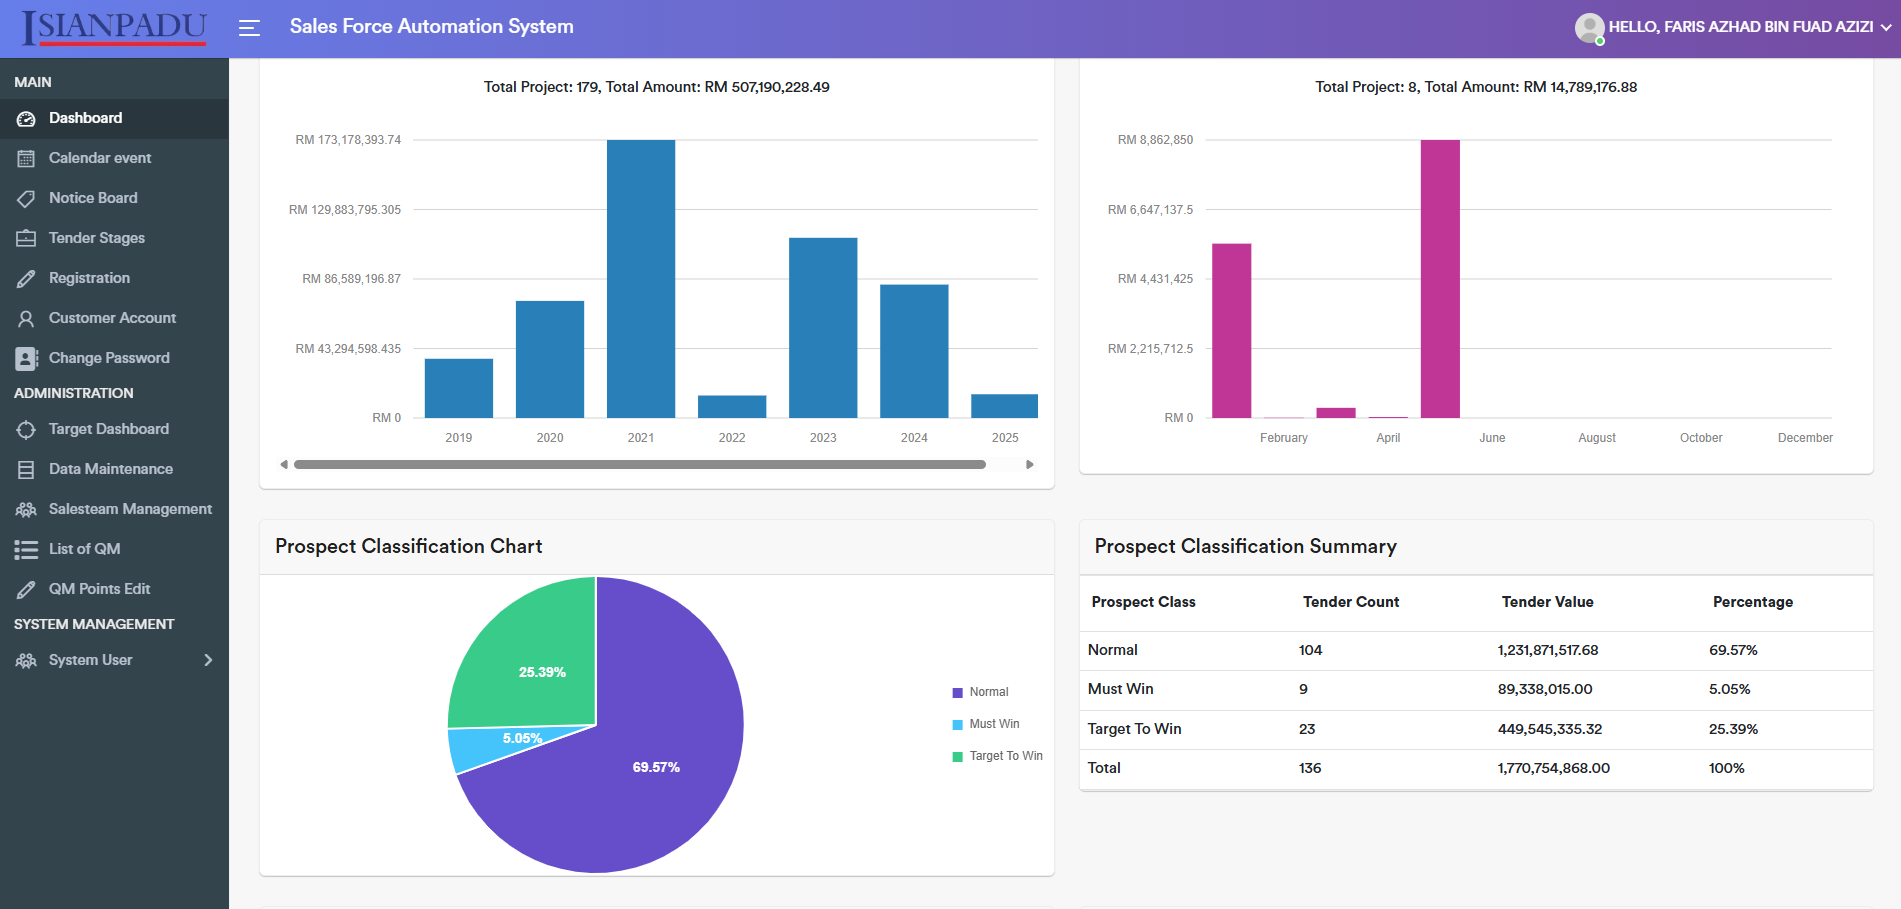 ISIANPADU
Sales Force Automation System
HELLO, FARIS AZHAD BIN FUAD AZIZI
MAIN
Dashboard
Calendar event
Notice Board
Tender Stages
Registration
Customer Account
Change Password
ADMINISTRATION
Target Dashboard
Data Maintenance
Salesteam Management
List of QM
QM Points Edit
SYSTEM MANAGEMENT
System User
Total Project: 179, Total Amount: RM 507,190,228.49
RM 173,178,393.74
RM 129,883,795.305
RM 86,589,196.87
RM 43,294,598.435
RM 0
2019 2020 2021 2022 2023 2024 2025
Total Project: 8, Total Amount: RM 14,789,176.88
RM 8,862,850
RM 6,647,137.5
RM 4,431,425
RM 2,215,712.5
RM 0
February April June August October December
Prospect Classification Chart
25.39%
5.05%
69.57%
Normal
Must Win
Target To Win
Prospect Classification Summary
Prospect Class Tender Count Tender Value Percentage
Normal 104 1,231,871,517.68 69.57%
Must Win 9 89,338,015.00 5.05%
Target To Win 23 449,545,335.32 25.39%
Total 136 1,770,754,868.00 100%